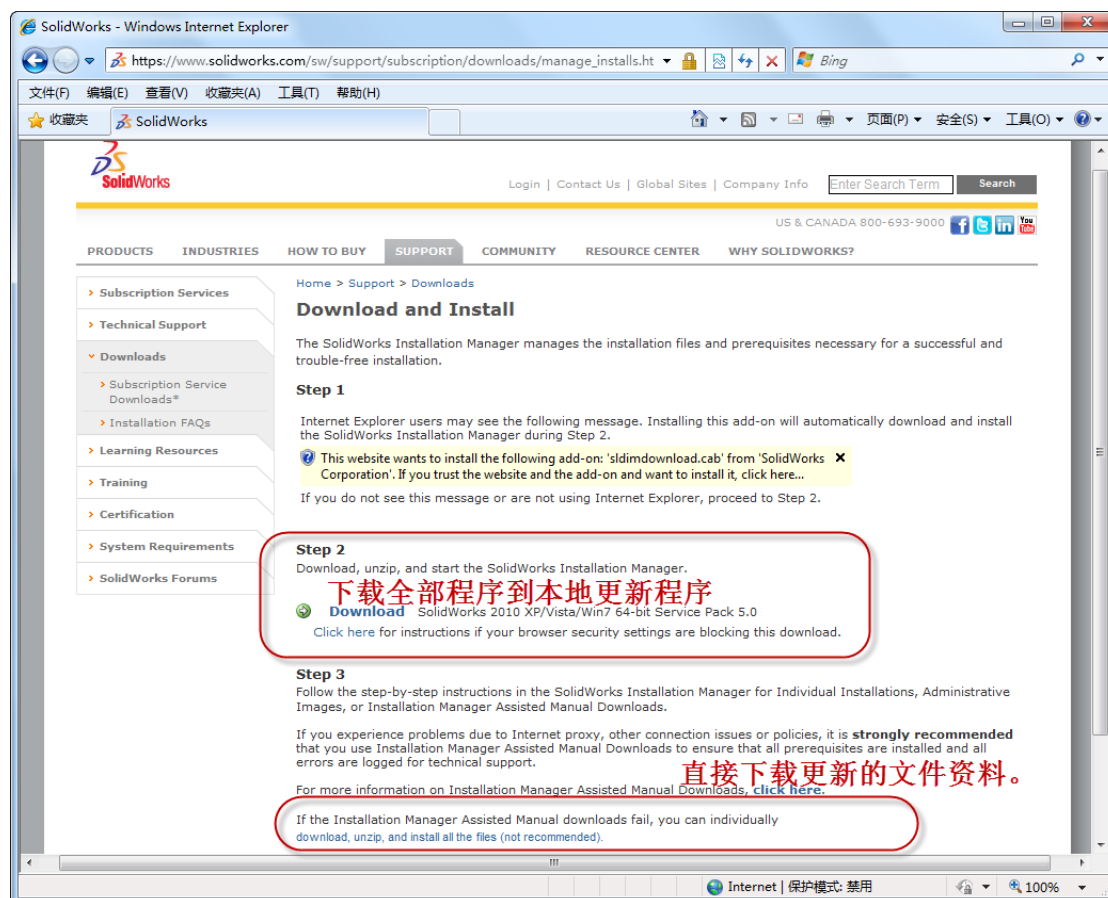 SolidWorks - Windows Internet Explorer
https://www.solidworks.com/sw/support/subscription/downloads/manage_installs.ht
Bing
文件(F) 编辑(E) 查看(V) 收藏夹(A) 工具(T) 帮助(H)
收藏夹 SolidWorks 页面(P) 安全(S) 工具(O)
SolidWorks
Login | Contact Us | Global Sites | Company Info Enter Search Term Search
US & CANADA 800-693-9000 You Tube
PRODUCTS INDUSTRIES HOW TO BUY SUPPORT COMMUNITY RESOURCE CENTER WHY SOLIDWORKS?
Subscription Services
Technical Support
Downloads
Subscription Service
Downloads*
Installation FAQs
Learning Resources
Training
Certification
System Requirements
SolidWorks Forums
Home > Support > Downloads
Download and Install
The SolidWorks Installation Manager manages the installation files and prerequisites necessary for a successful and
trouble-free installation.
Step 1
Internet Explorer users may see the following message. Installing this add-on will automatically download and install
the SolidWorks Installation Manager during Step 2.
This website wants to install the following add-on: 'sldimdownload.cab' from 'SolidWorks
Corporation'. If you trust the website and the add-on and want to install it, click here...
If you do not see this message or are not using Internet Explorer, proceed to Step 2.
Step 2
Download, unzip, and start the SolidWorks Installation Manager.
下载全部程序到本地更新程序
Download SolidWorks 2010 XP/Vista/Win7 64-bit Service Pack 5.0
Click here for instructions if your browser security settings are blocking this download.
Step 3
Follow the step-by-step instructions in the SolidWorks Installation Manager for Individual Installations, Administrative
Images, or Installation Manager Assisted Manual Downloads.
If you experience problems due to Internet proxy, other connection issues or policies, it is strongly recommended
that you use Installation Manager Assisted Manual Downloads to ensure that all prerequisites are installed and all
errors are logged for technical support.
直接下载更新的文件资料。
For more information on Installation Manager Assisted Manual Downloads, click here.
If the Installation Manager Assisted Manual downloads fail, you can individually
download, unzip, and install all the files (not recommended).
Internet | 保护模式: 禁用 100%